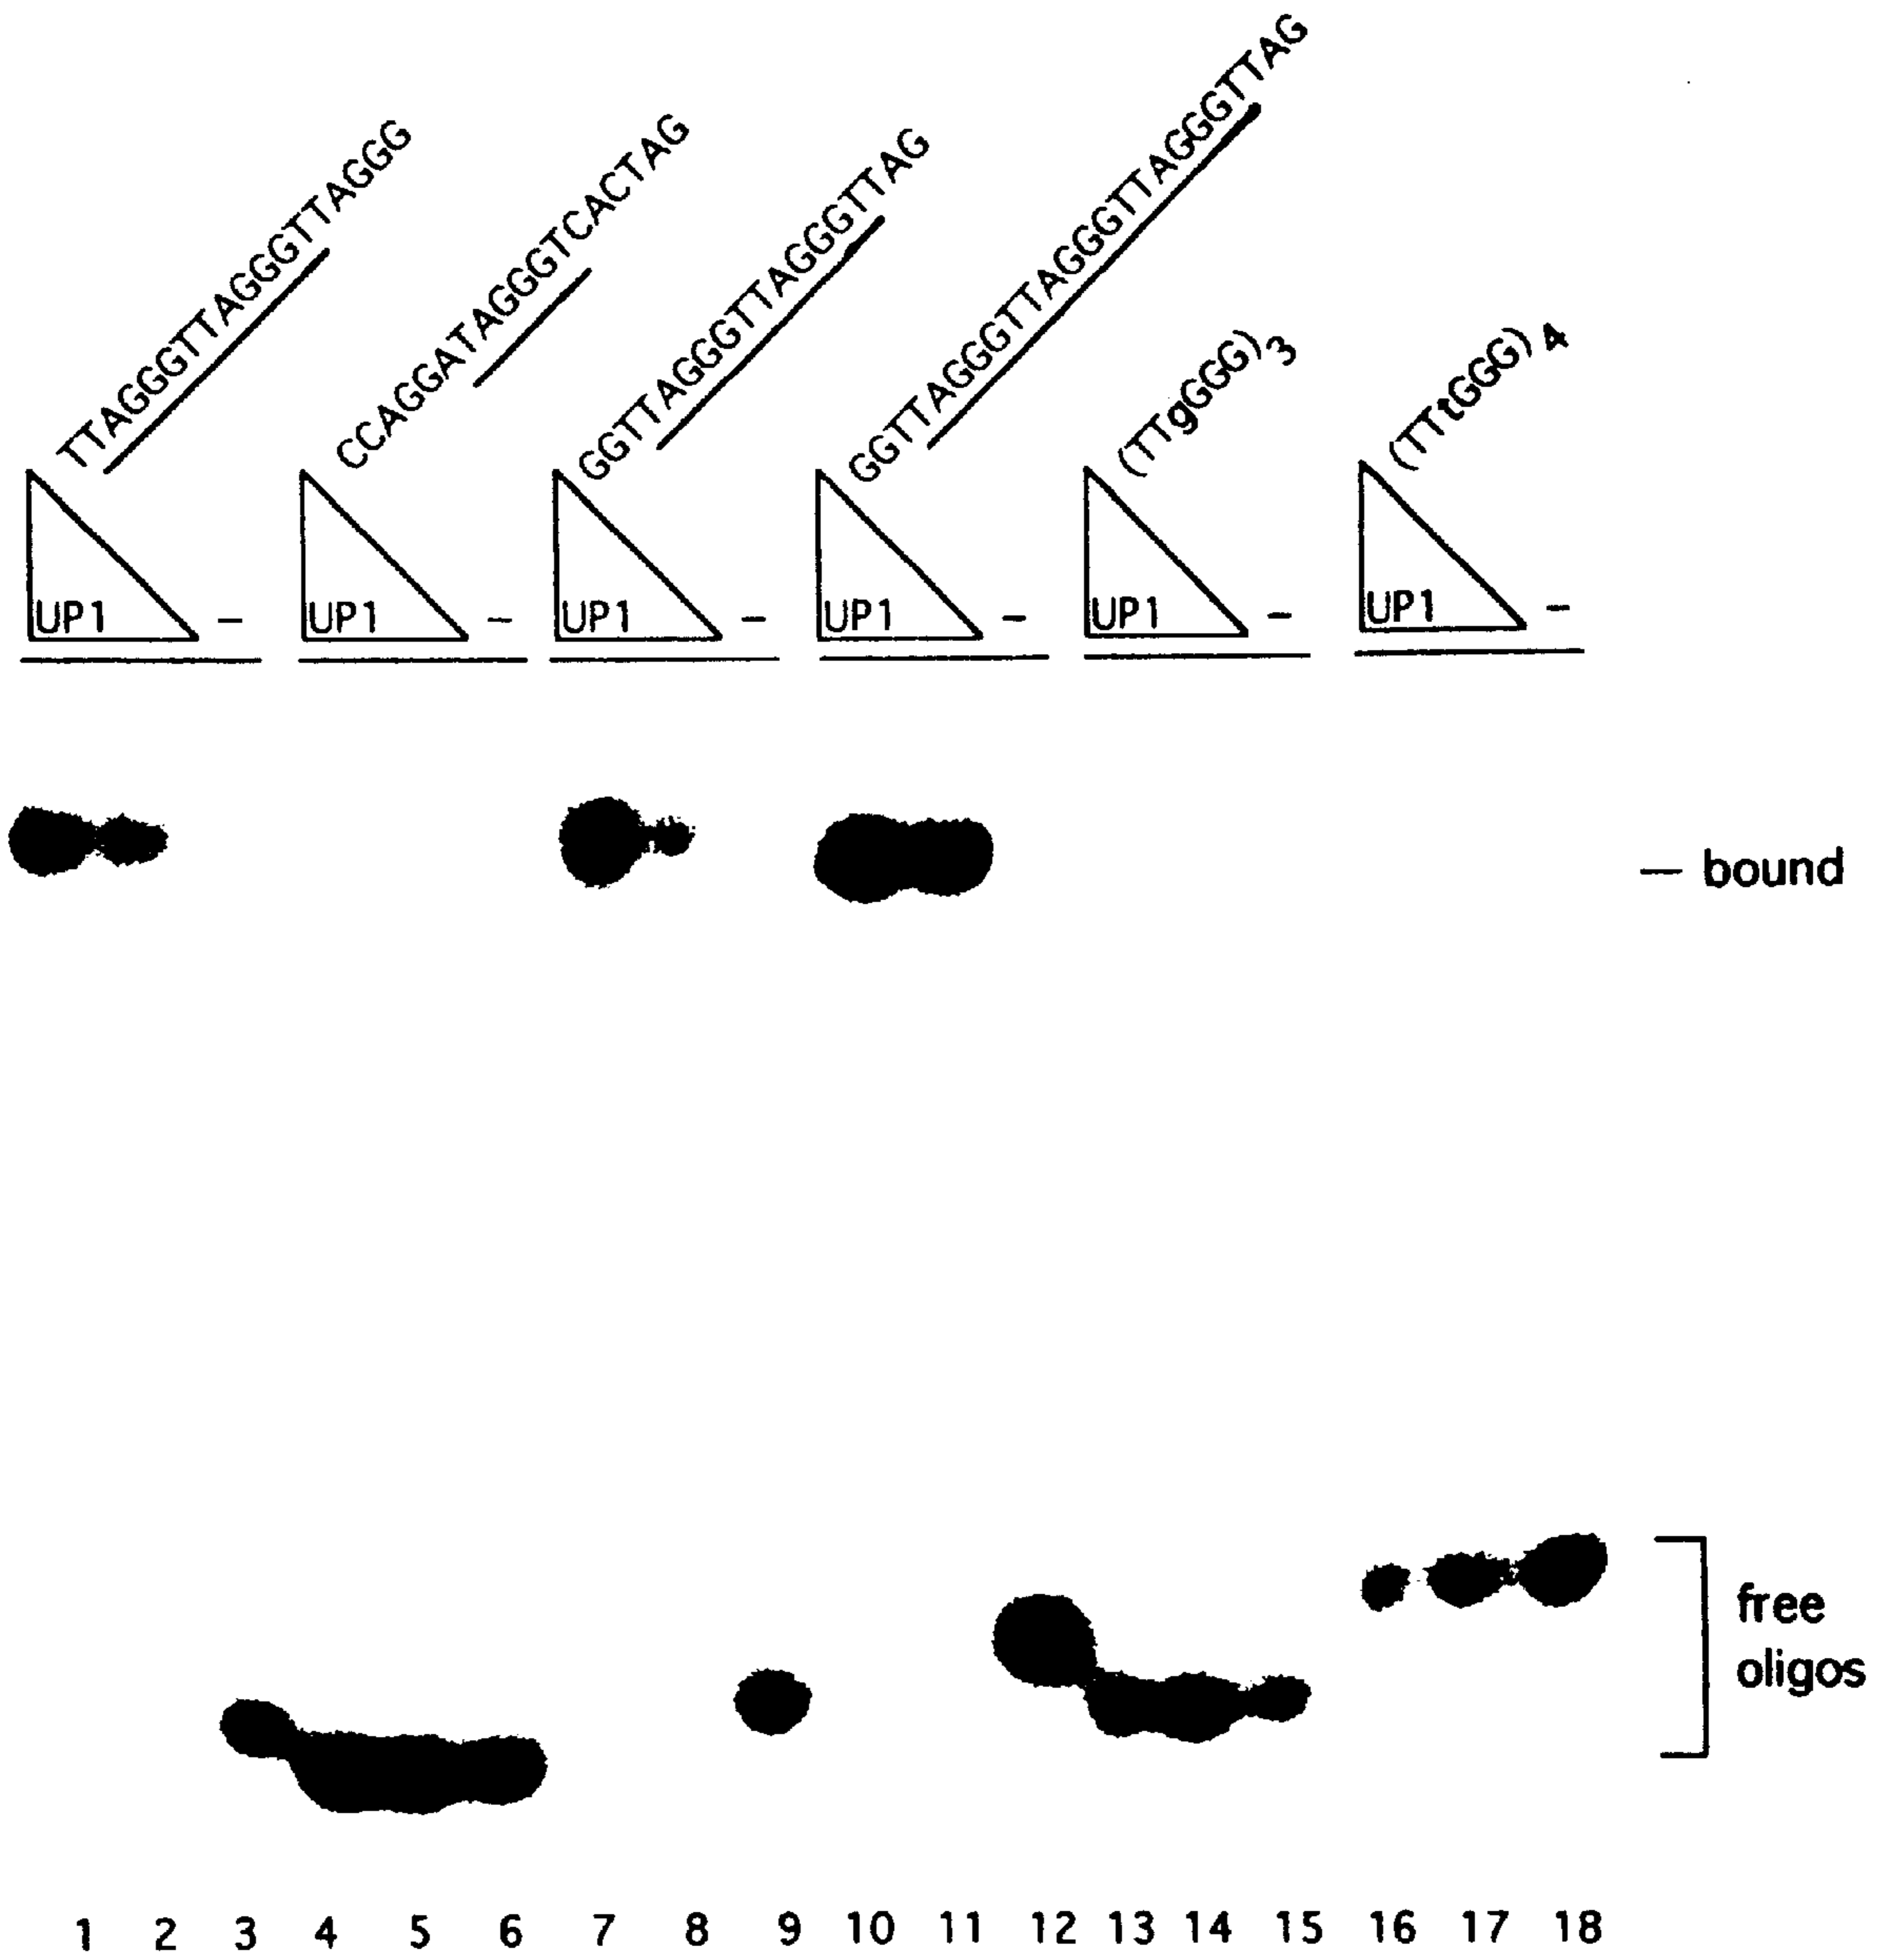 TTAGGGTTAGGGTTAGGG
CCAGGATAGGGTCACTAG
GGTTAGGGTTAGGGTTAG
GGTTAGGGTTAGGGTTAGGGTTAG
(TTgGGG)3
(TTtGGG)4
UP1 - UP1 - UP1 - UP1 - UP1 - UP1 -
— bound
free
oligos
1 2 3 4 5 6 7 8 9 10 11 12 13 14 15 16 17 18